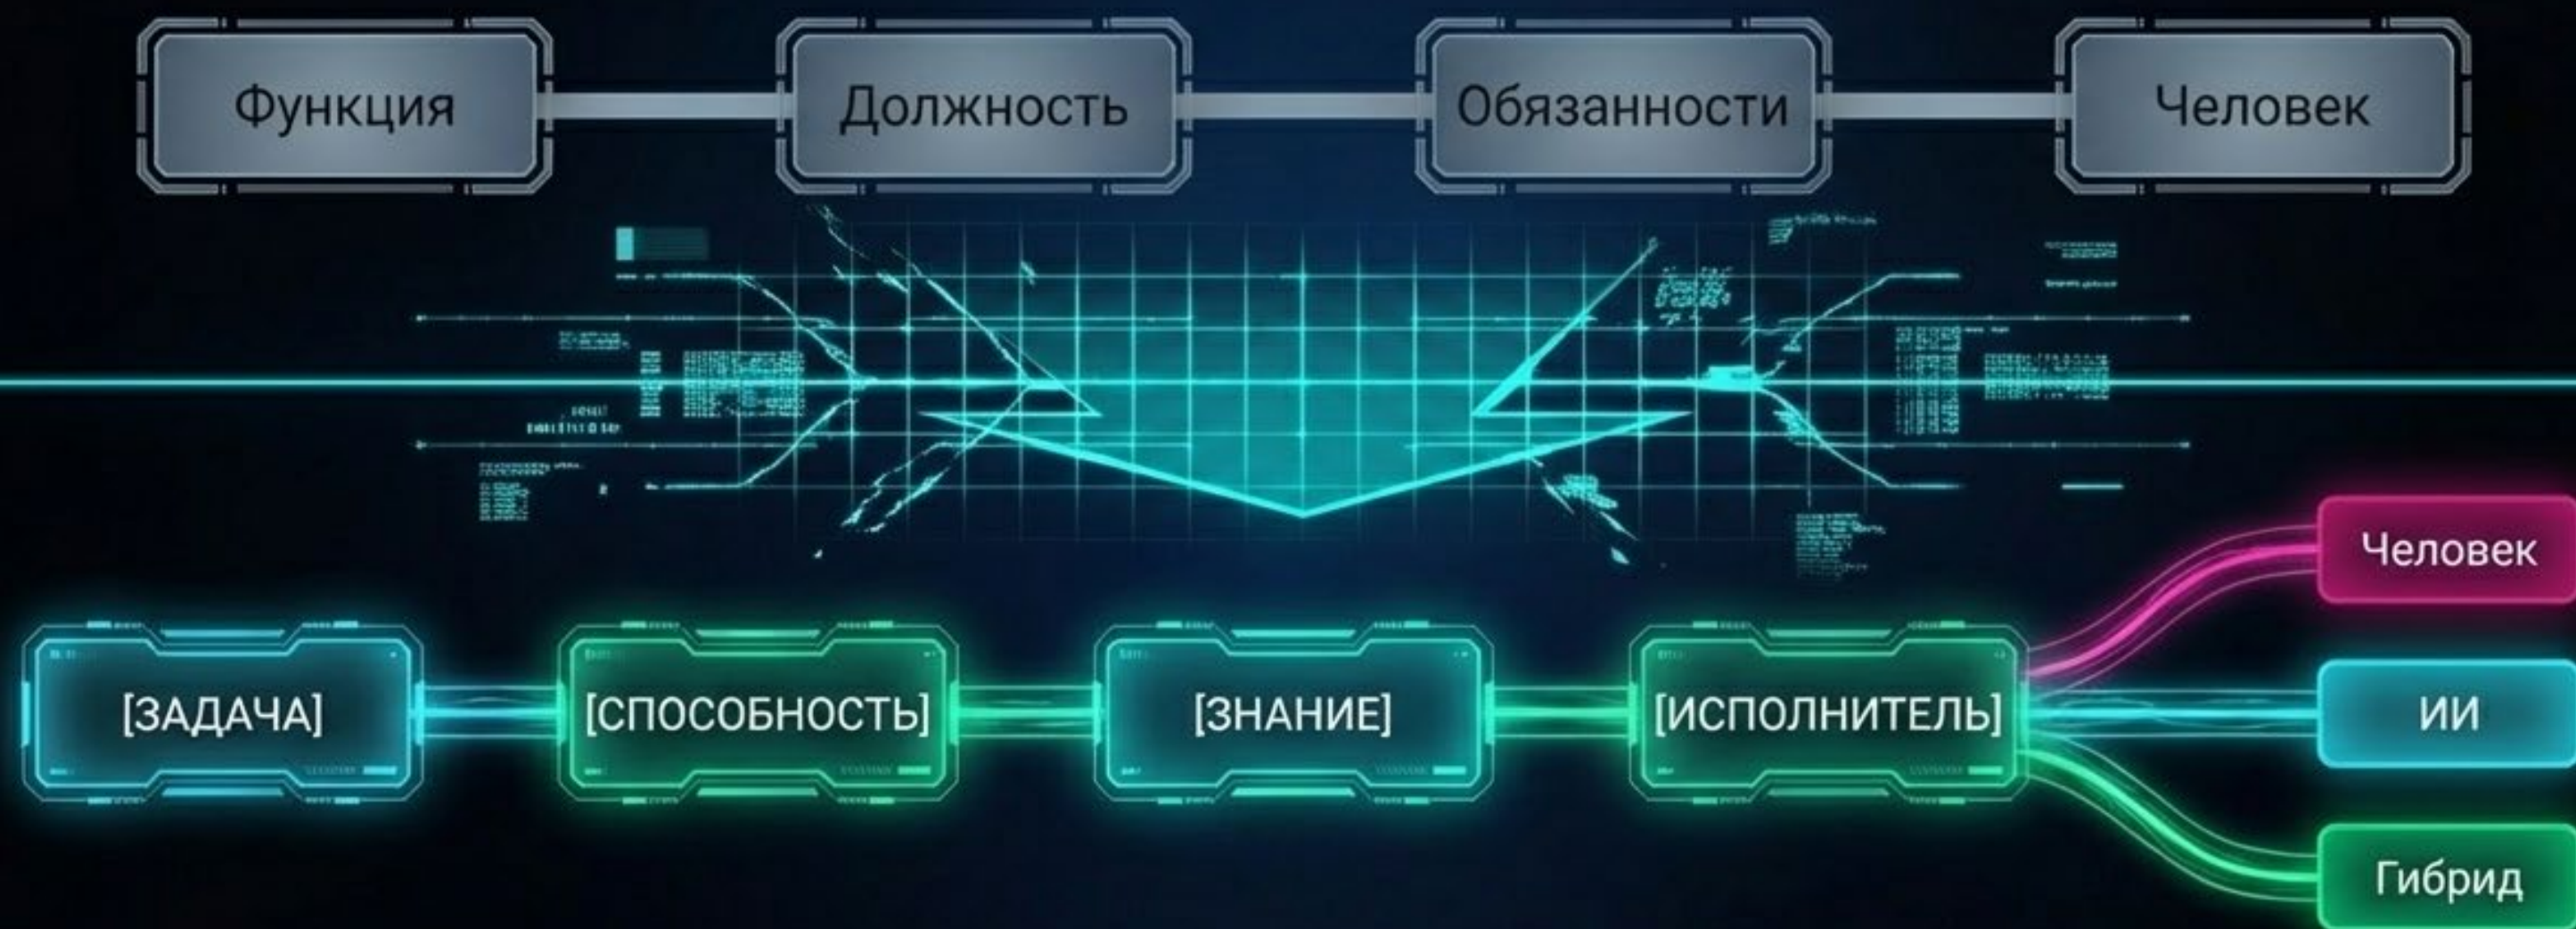 Функция
Должность
Обязанности
Человек
Человек
[ЗАДАЧА]
[СПОСОБНОСТЬ]
[ЗНАНИЕ]
[ИСПОЛНИТЕЛЬ]
ИИ
Гибрид